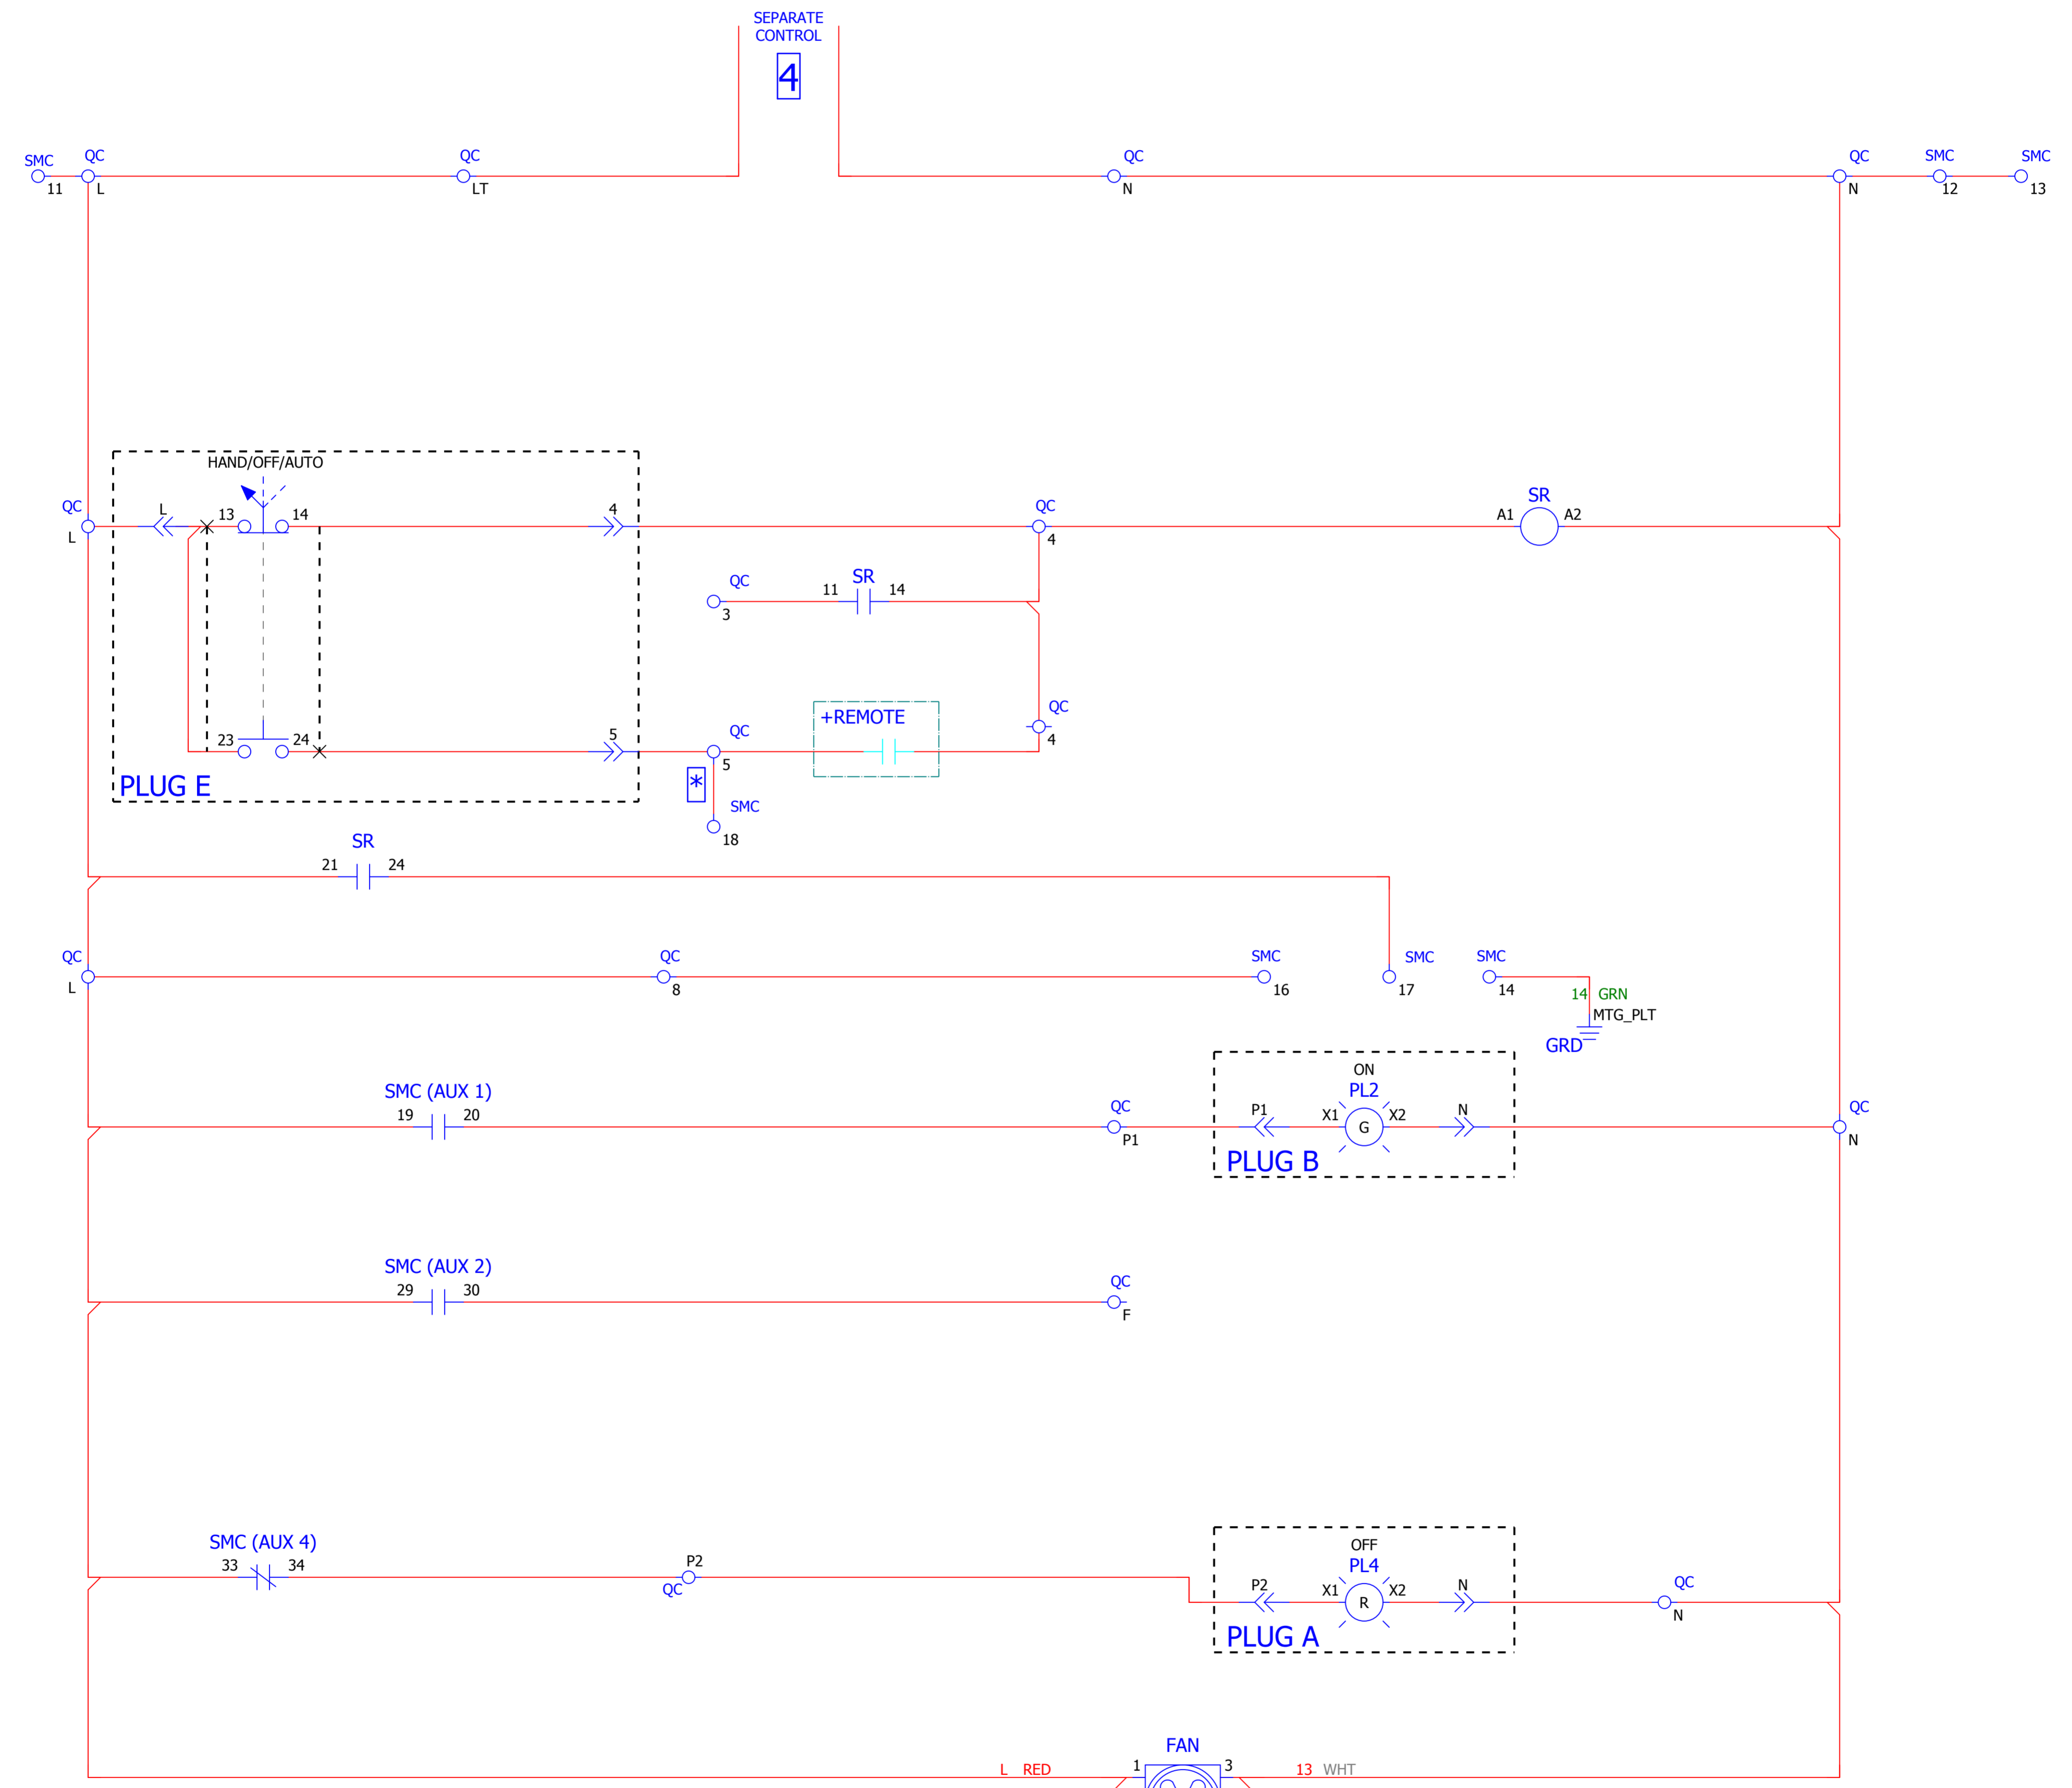 SEPARATE
CONTROL
4
SMC
QC
QC
QC
QC
SMC
SMC
11
L
LT
N
N
12
13
HAND/OFF/AUTO
QC
L
13
14
4
QC
SR
A1
A2
L
4
QC
11
SR
14
3
+REMOTE
QC
23
24
5
QC
4
5
PLUG E
*
SMC
18
SR
21
24
QC
QC
SMC
SMC
SMC
L
8
16
17
14
14
GRN
MTG_PLT
GRD
ON
SMC (AUX 1)
PL2
19
20
QC
P1
X1
X2
N
QC
G
P1
N
PLUG B
SMC (AUX 2)
29
30
QC
F
SMC (AUX 4)
OFF
33
34
P2
PL4
QC
P2
X1
X2
N
QC
R
N
PLUG A
FAN
L
RED
1
3
13
WHT